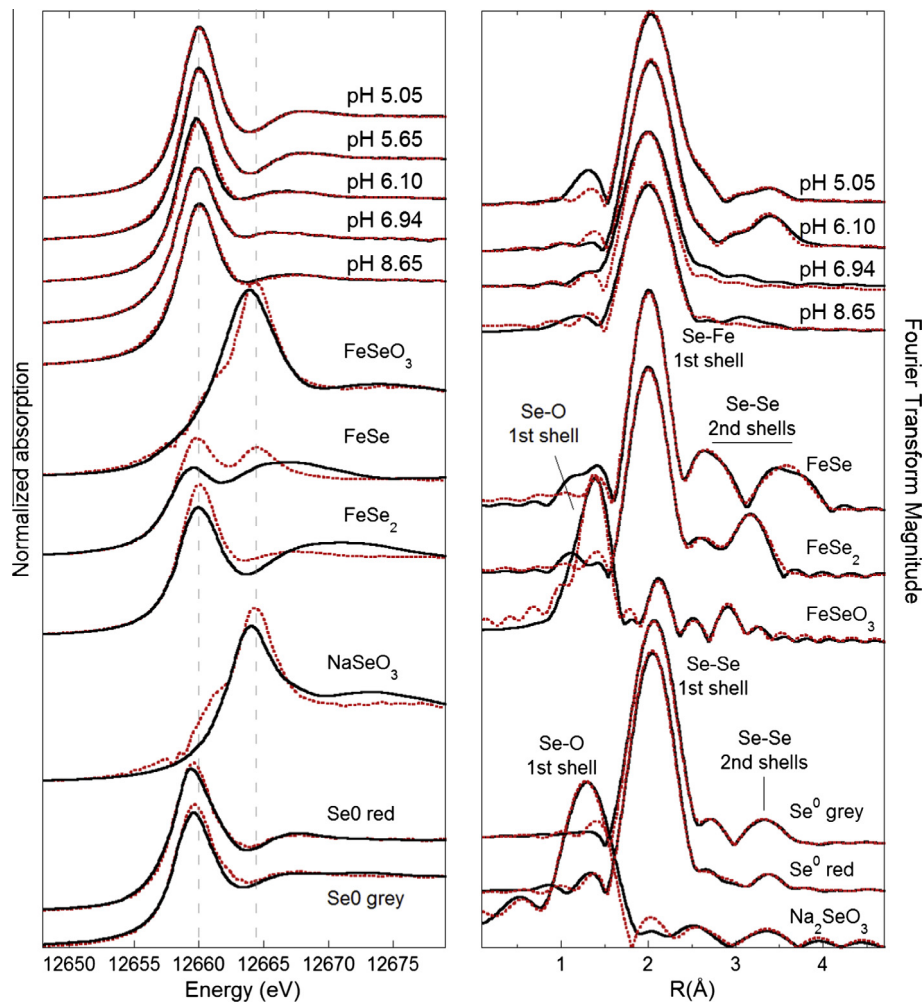 Normalized absorption
pH 5.05
pH 5.65
pH 6.10
pH 6.94
pH 8.65
FeSeO3
FeSe
FeSe2
NaSeO3
Se0 red
Se0 grey
12650 12655 12660 12665 12670 12675
Energy (eV)
pH 5.05
pH 6.10
pH 6.94
pH 8.65
Se-Fe
1st shell
Se-O
1st shell
Se-Se
2nd shells
FeSe
FeSe2
FeSeO3
Se-Se
1st shell
Se-O
1st shell
Se-Se
2nd shells
Se0 grey
Se0 red
Na2SeO3
1 2 3 4
R(Å)
Fourier Transform Magnitude